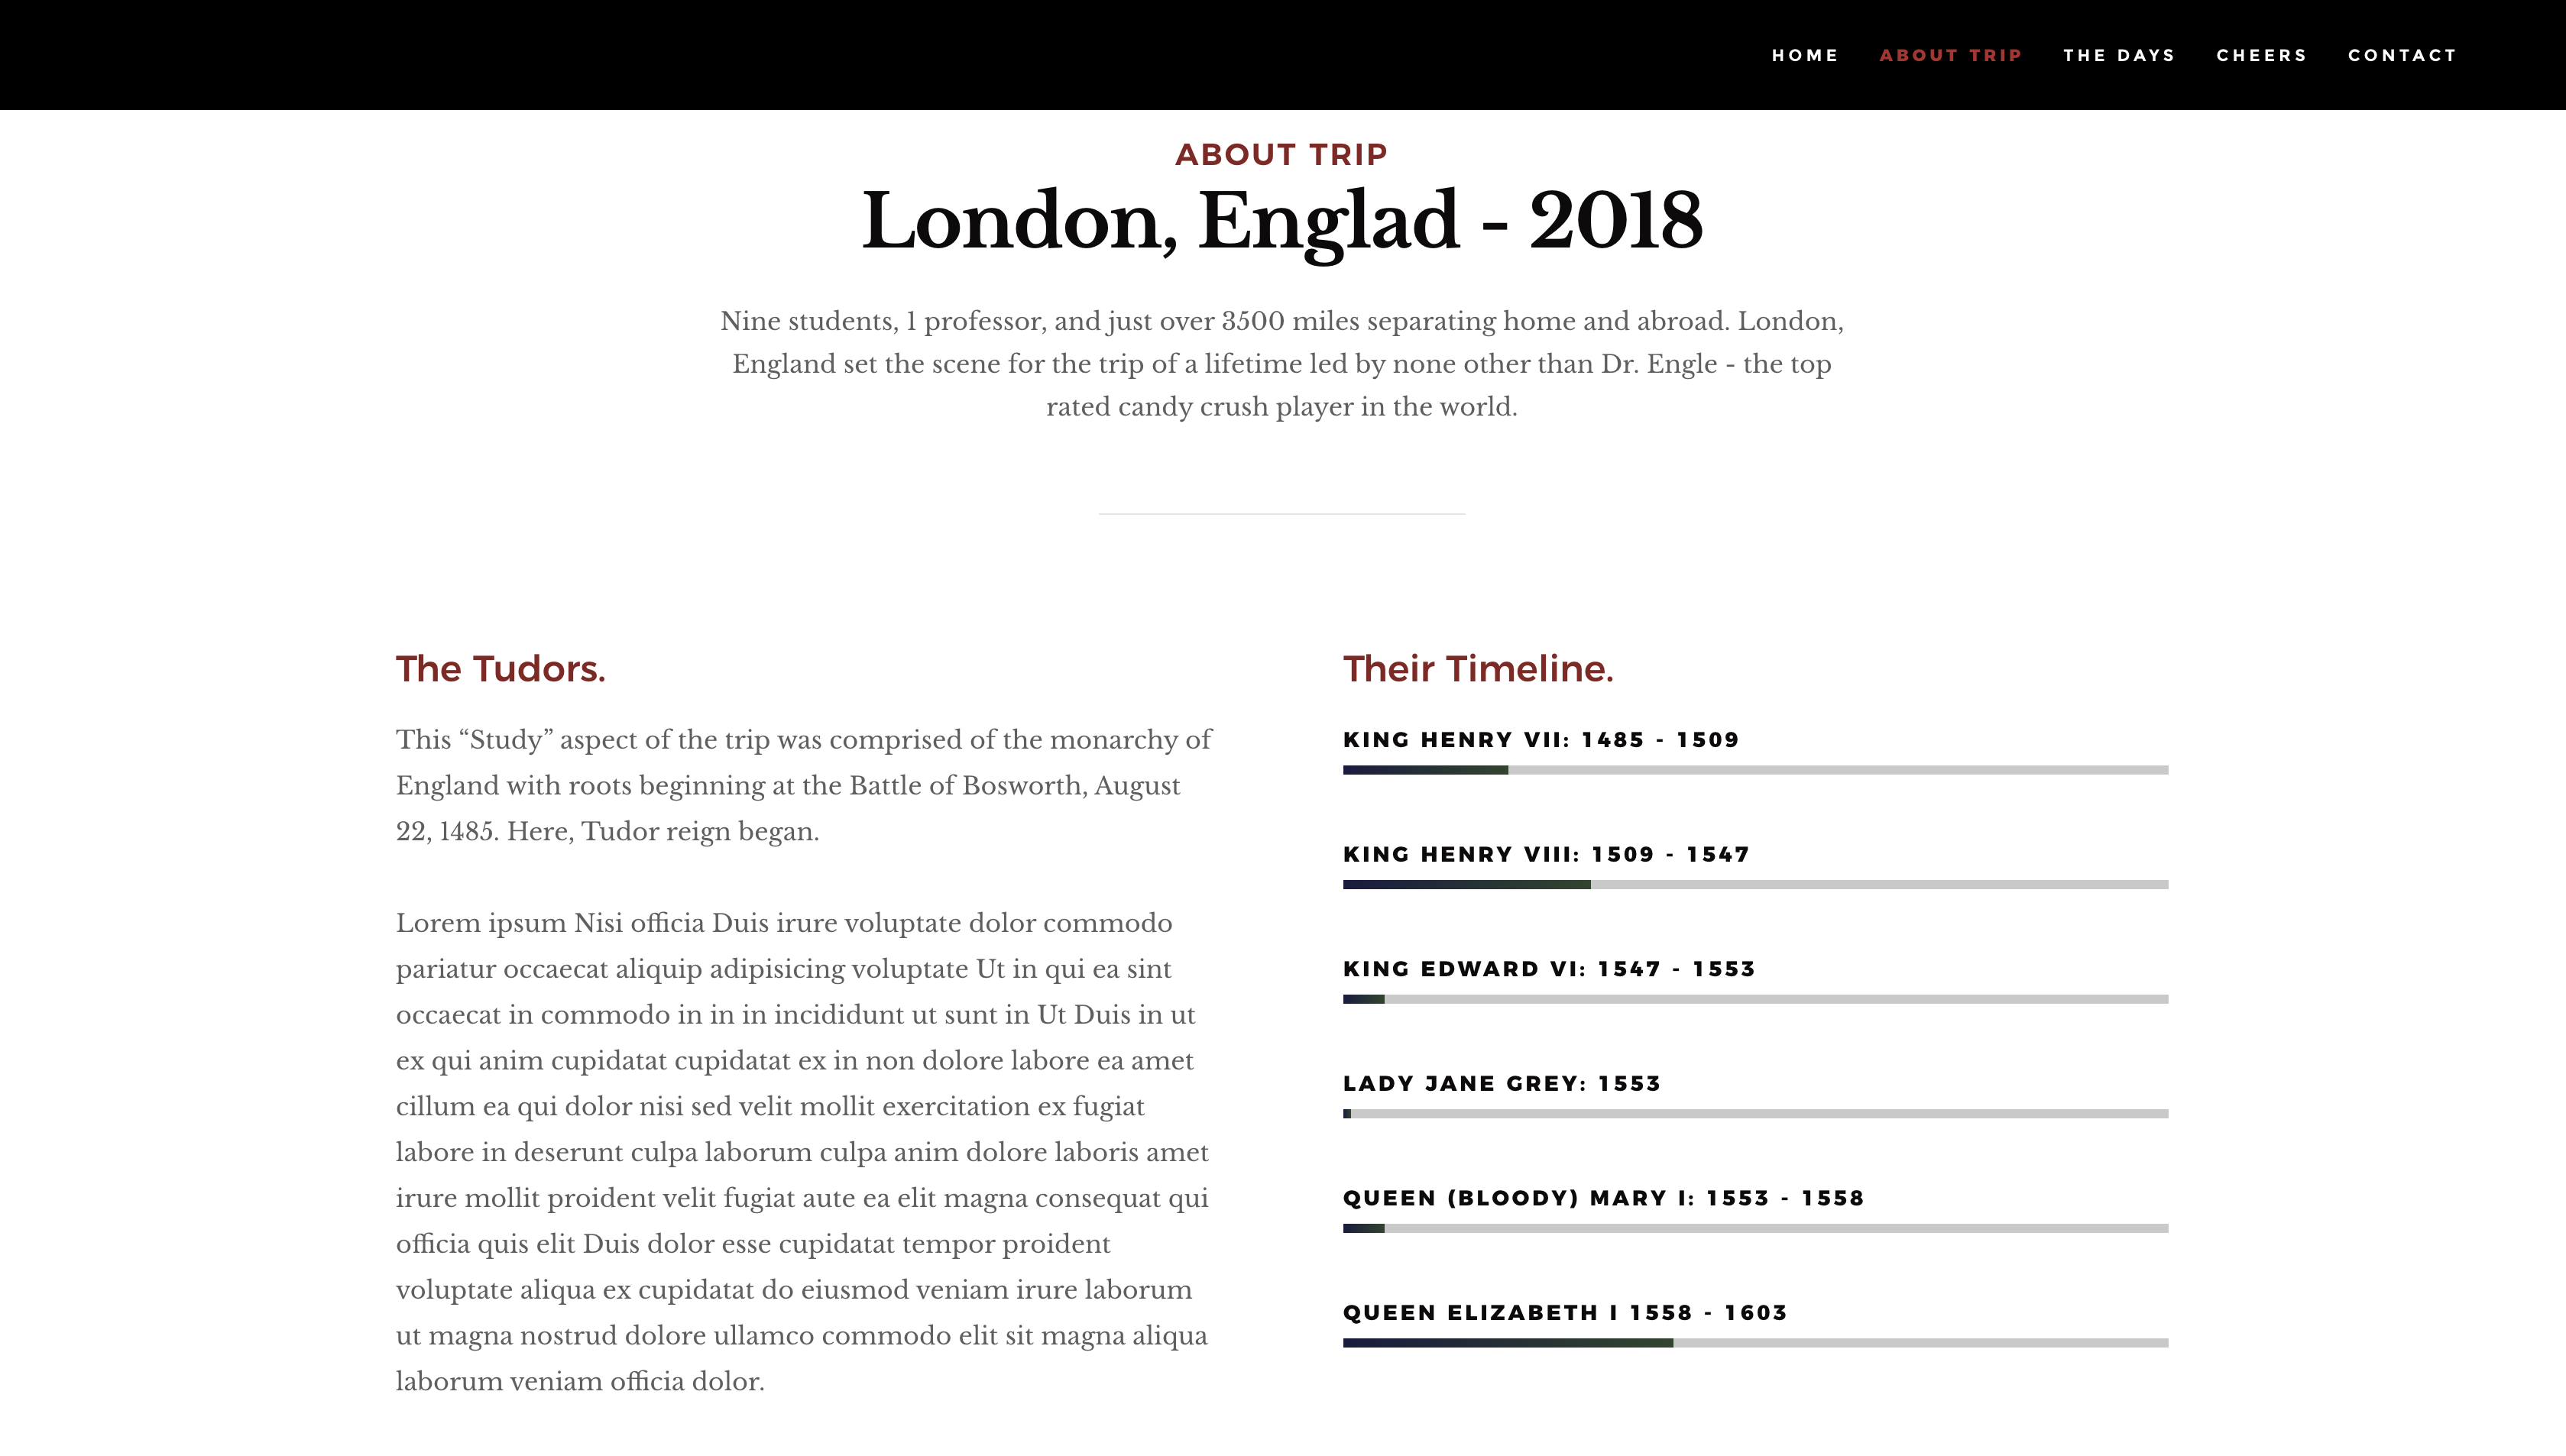 HOME ABOUT TRIP THE DAYS CHEERS CONTACT
ABOUT TRIP
London, Englad - 2018
Nine students, 1 professor, and just over 3500 miles separating home and abroad. London,
England set the scene for the trip of a lifetime led by none other than Dr. Engle - the top
rated candy crush player in the world.
The Tudors.
This “Study” aspect of the trip was comprised of the monarchy of
England with roots beginning at the Battle of Bosworth, August
22, 1485. Here, Tudor reign began.
Lorem ipsum Nisi officia Duis irure voluptate dolor commodo
pariatur occaecat aliquip adipisicing voluptate Ut in qui ea sint
occaecat in commodo in in in incididunt ut sunt in Ut Duis in ut
ex qui anim cupidatat cupidatat ex in non dolore labore ea amet
cillum ea qui dolor nisi sed velit mollit exercitation ex fugiat
labore in deserunt culpa laborum culpa anim dolore laboris amet
irure mollit proident velit fugiat aute ea elit magna consequat qui
officia quis elit Duis dolor esse cupidatat tempor proident
voluptate aliqua ex cupidatat do eiusmod veniam irure laborum
ut magna nostrud dolore ullamco commodo elit sit magna aliqua
laborum veniam officia dolor.
Their Timeline.
KING HENRY VII: 1485 - 1509
KING HENRY VIII: 1509 - 1547
KING EDWARD VI: 1547 - 1553
LADY JANE GREY: 1553
QUEEN (BLOODY) MARY I: 1553 - 1558
QUEEN ELIZABETH I 1558 - 1603